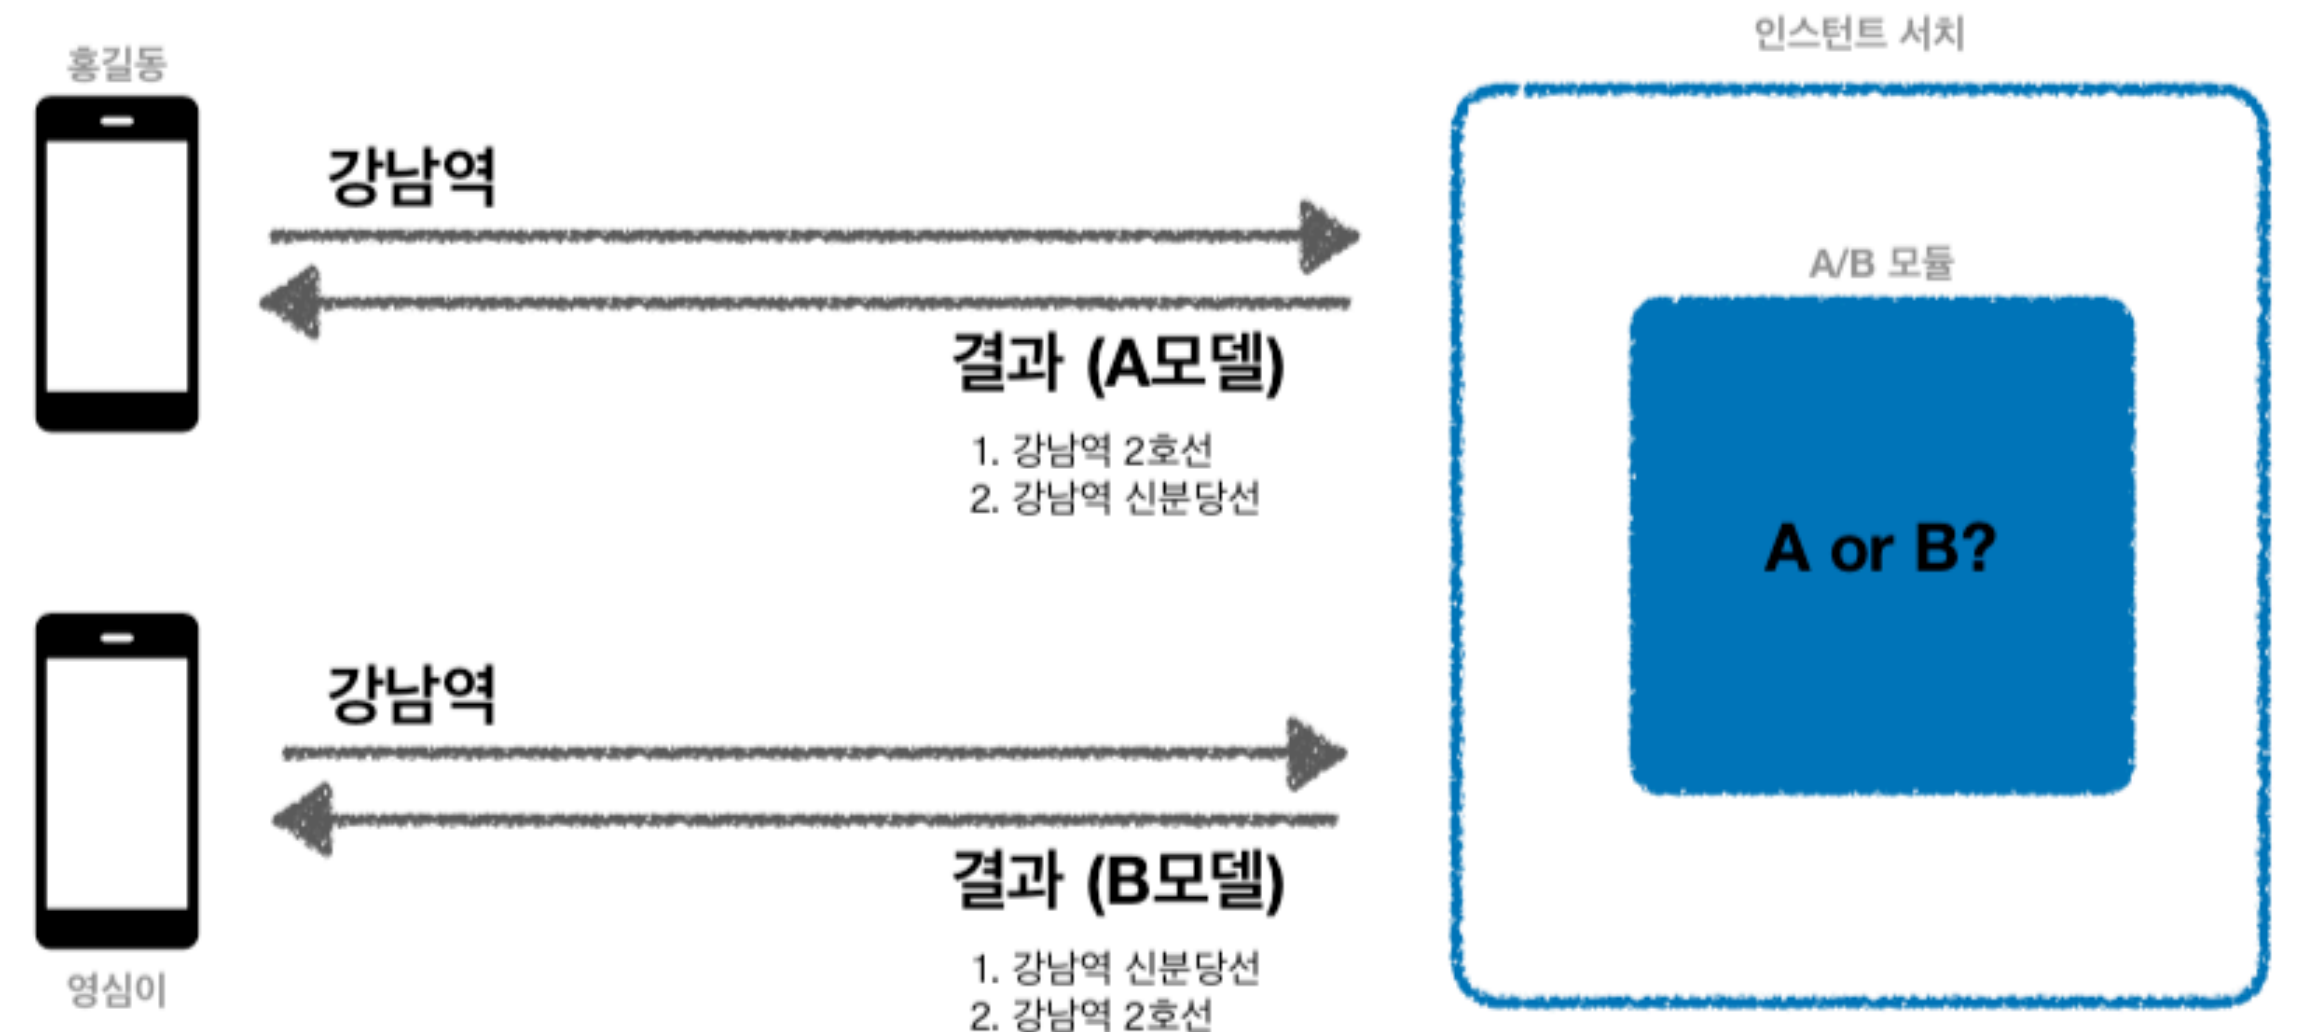 홍길동
강남역
결과 (A모델)
1. 강남역 2호선
2. 강남역 신분당선
강남역
결과 (B모델)
1. 강남역 신분당선
2. 강남역 2호선
영심이
인스턴트 서치
A/B 모듈
A or B?